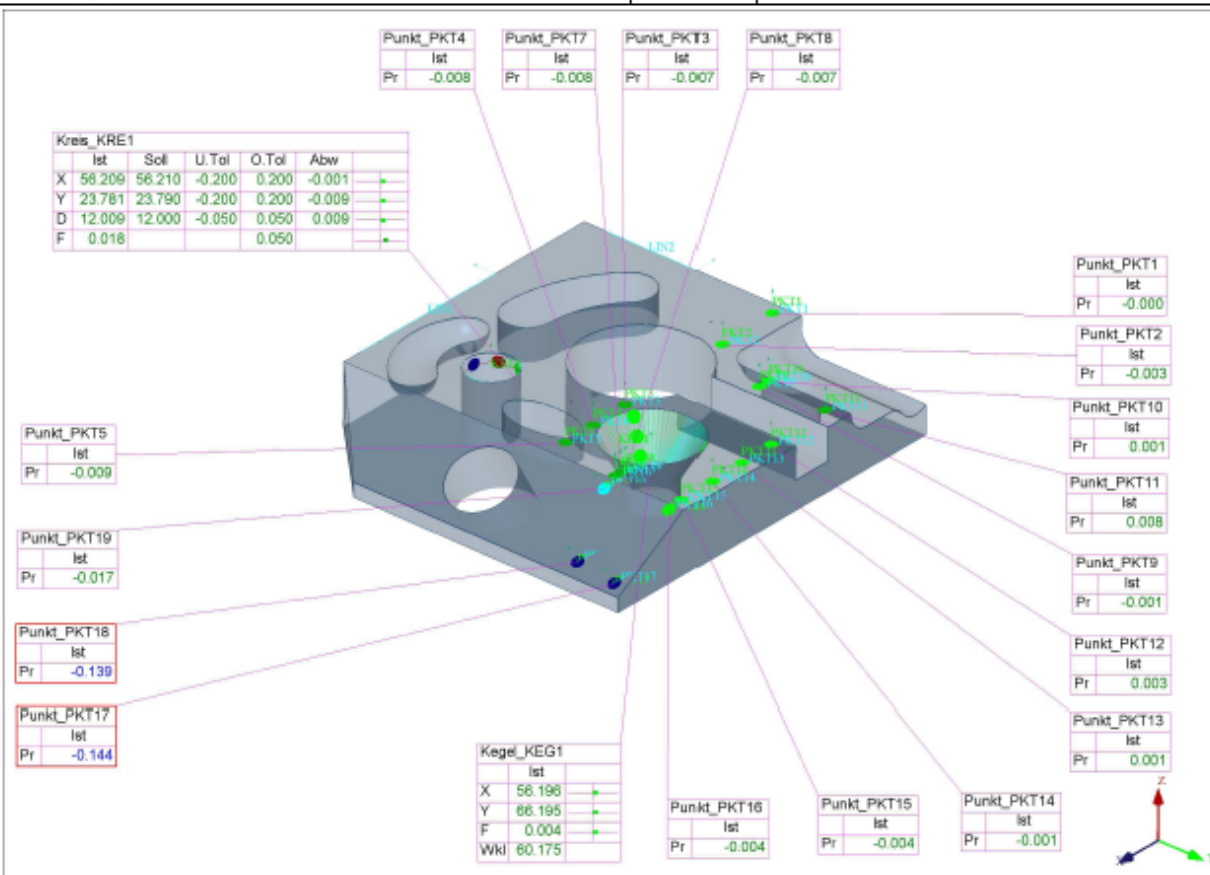 Punkt_PKT4
Ist
Pr -0.008
Punkt_PKT7
Ist
Pr -0.008
Punkt_PKT3
Ist
Pr -0.007
Punkt_PKT8
Ist
Pr -0.007
Kreis_KRE1
Ist Soll U.Tol O.Tol Abw
X 56.209 56.210 -0.200 0.200 -0.001
Y 23.781 23.790 -0.200 0.200 -0.009
D 12.009 12.000 -0.050 0.050 0.009
F 0.018 0.050
LIN2
Punkt_PKT1
Ist
Pr -0.000
PKT1
Punkt_PKT2
Ist
Pr -0.003
PKT2
Punkt_PKT10
Ist
Pr 0.001
Punkt_PKT5
Ist
Pr -0.009
Punkt_PKT11
Ist
Pr 0.008
PKT12
PKT13
Punkt_PKT19
Ist
Pr -0.017
Punkt_PKT9
Ist
Pr -0.001
PKT17
Punkt_PKT18
Ist
Pr -0.139
Punkt_PKT12
Ist
Pr 0.003
Punkt_PKT17
Ist
Pr -0.144
Punkt_PKT13
Ist
Pr 0.001
Kegel_KEG1
Ist
X 56.196
Y 66.195
F 0.004
Wkl 60.175
Punkt_PKT16
Ist
Pr -0.004
Punkt_PKT15
Ist
Pr -0.004
Punkt_PKT14
Ist
Pr -0.001
Z
X
Y